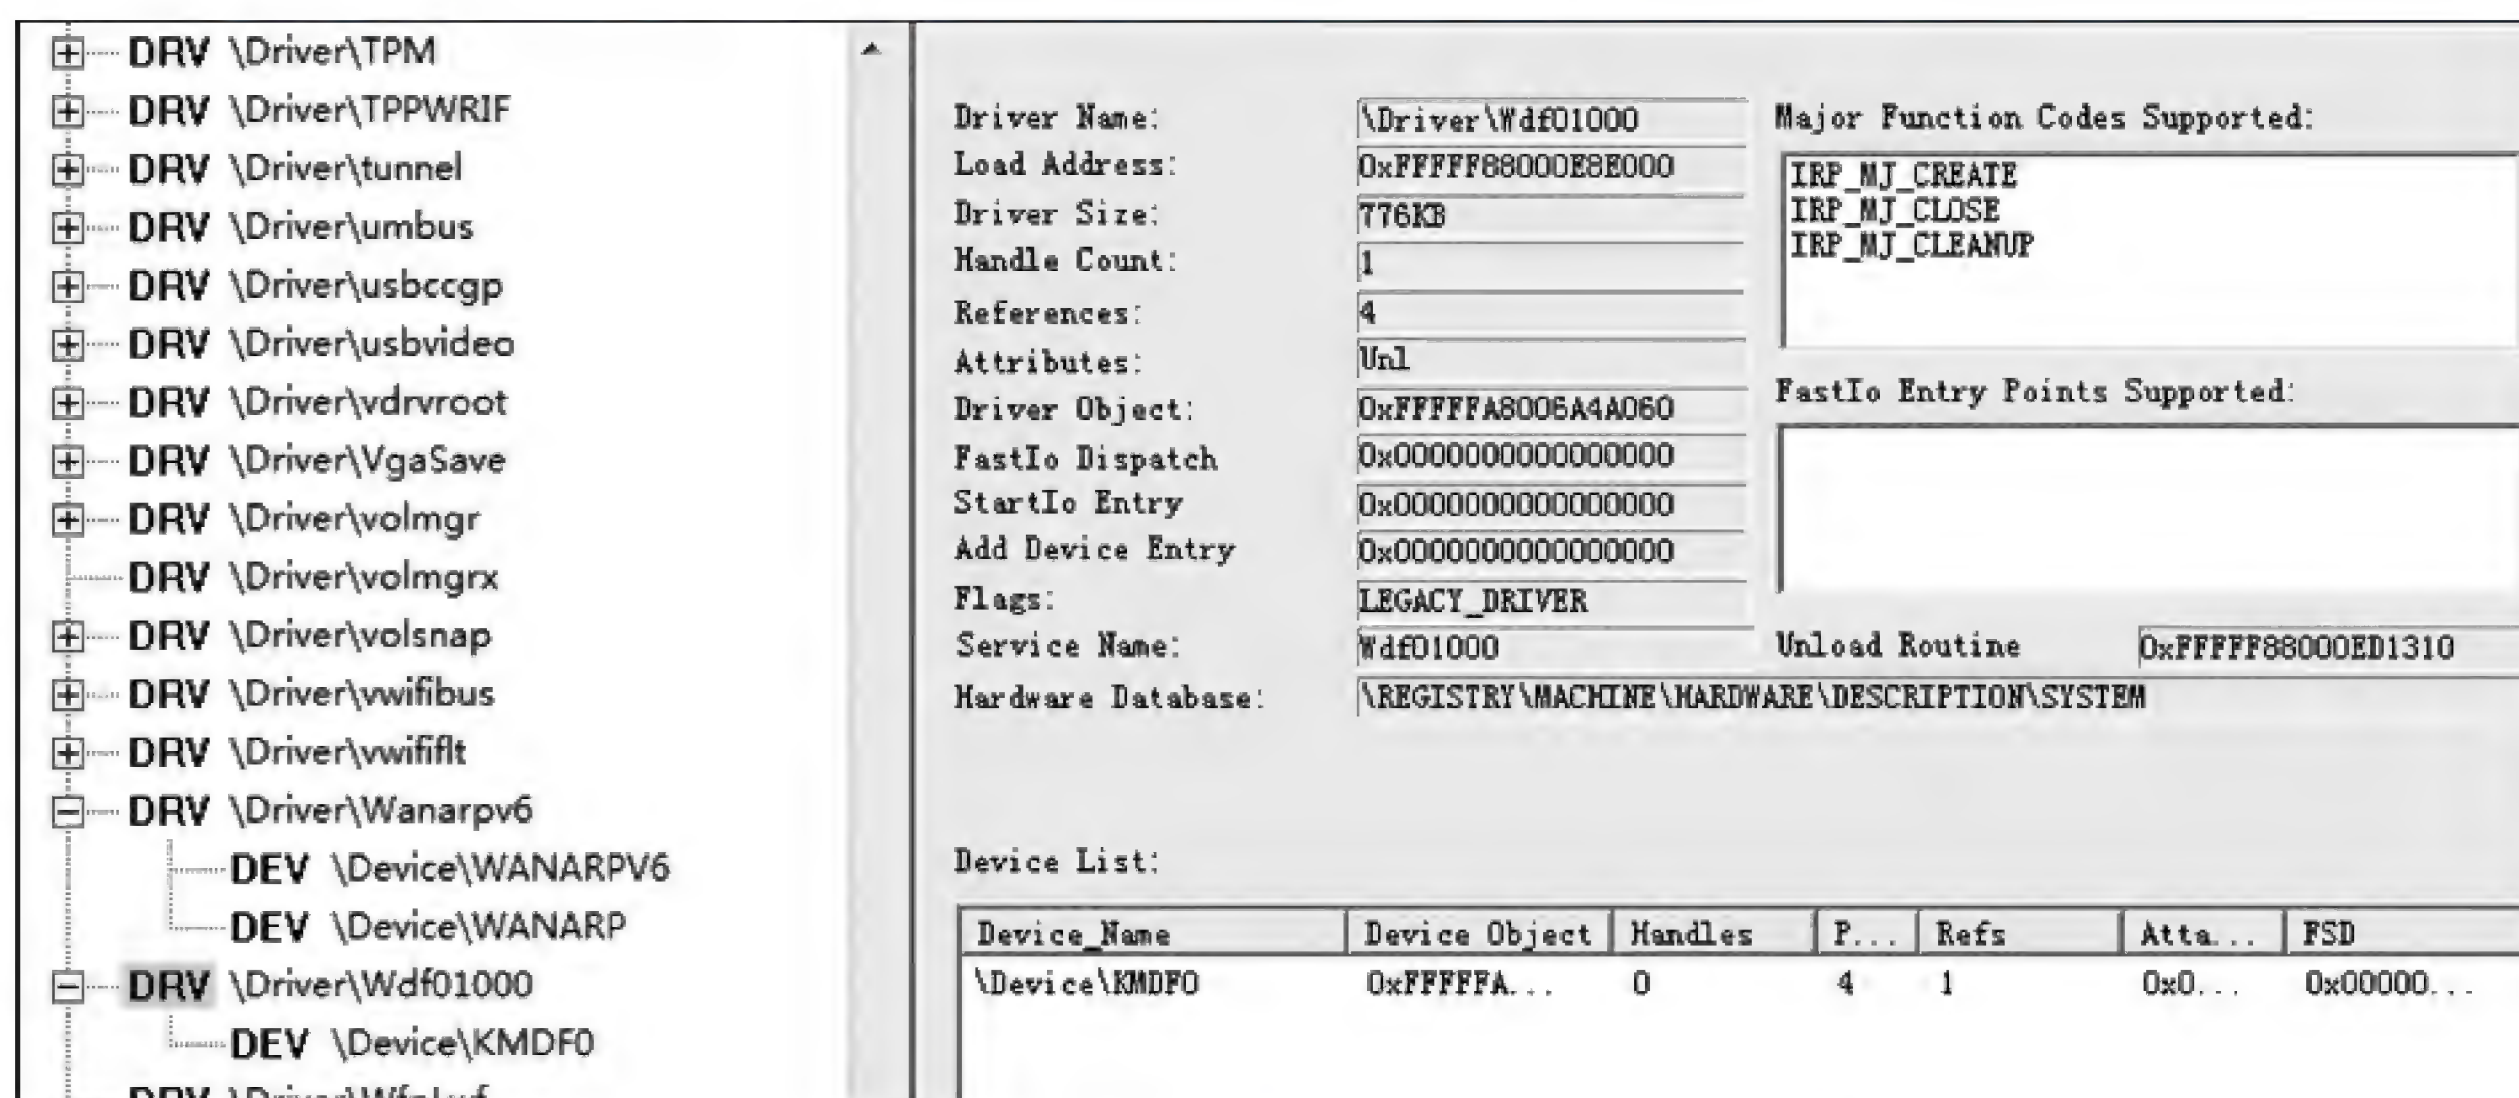 DRV \Driver\TPM
DRV \Driver\TPPWRIF
DRV \Driver\tunnel
DRV \Driver\umbus
DRV \Driver\usbccgp
DRV \Driver\usbvideo
DRV \Driver\vdrvroot
DRV \Driver\VgaSave
DRV \Driver\volmgr
DRV \Driver\volmgrx
DRV \Driver\volsnap
DRV \Driver\vwifibus
DRV \Driver\vwififlt
DRV \Driver\Wanarpv6
DEV \Device\WANARPV6
DEV \Device\WANARP
DRV \Driver\Wdf01000
DEV \Device\KMDF0
Driver Name: \Driver\Wdf01000
Load Address: 0xFFFFF88000E8E000
Driver Size: 776KB
Handle Count: 1
References: 4
Attributes: Unl
Driver Object: 0xFFFFFA8006A4A060
FastIo Dispatch 0x0000000000000000
StartIo Entry 0x0000000000000000
Add Device Entry 0x0000000000000000
Flags: LEGACY_DRIVER
Service Name: Wdf01000
Hardware Database: \REGISTRY\MACHINE\HARDWARE\DESCRIPTION\SYSTEM
Major Function Codes Supported:
IRP_MJ_CREATE
IRP_MJ_CLOSE
IRP_MJ_CLEANUP
FastIo Entry Points Supported:
Unload Routine 0xFFFFF88000ED1310
Device List:
Device_Name Device Object Handles P... Refs Atta... FSD
\Device\KMDF0 0xFFFFFA... 0 4 1 0x0... 0x00000...